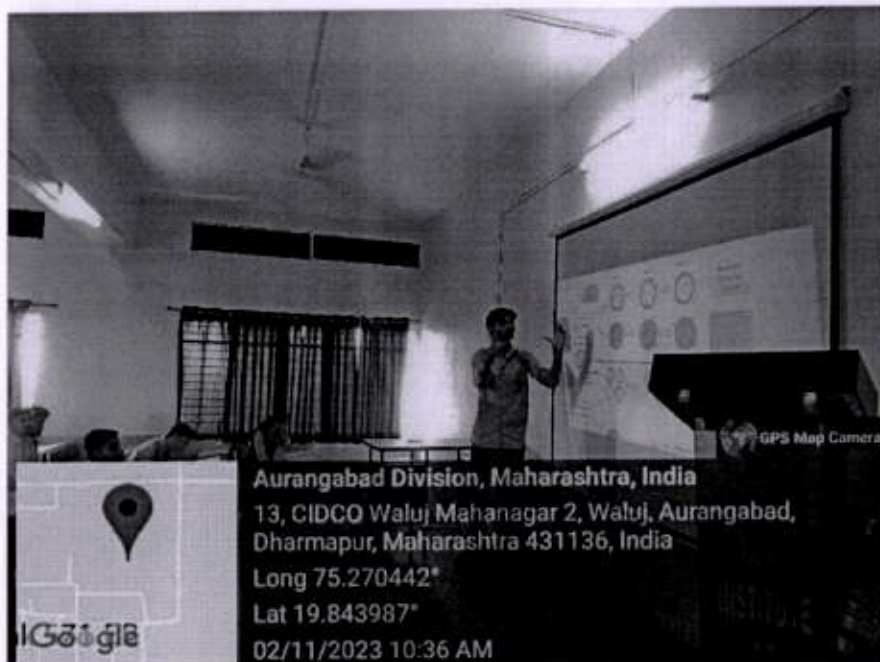 GPS Map Camera
Aurangabad Division, Maharashtra, India
13, CIDCO Waluj Mahanagar 2, Waluj, Aurangabad,
Dharmapur, Maharashtra 431136, India
Long 75.270442°
Lat 19.843987°
02/11/2023 10:36 AM
Google